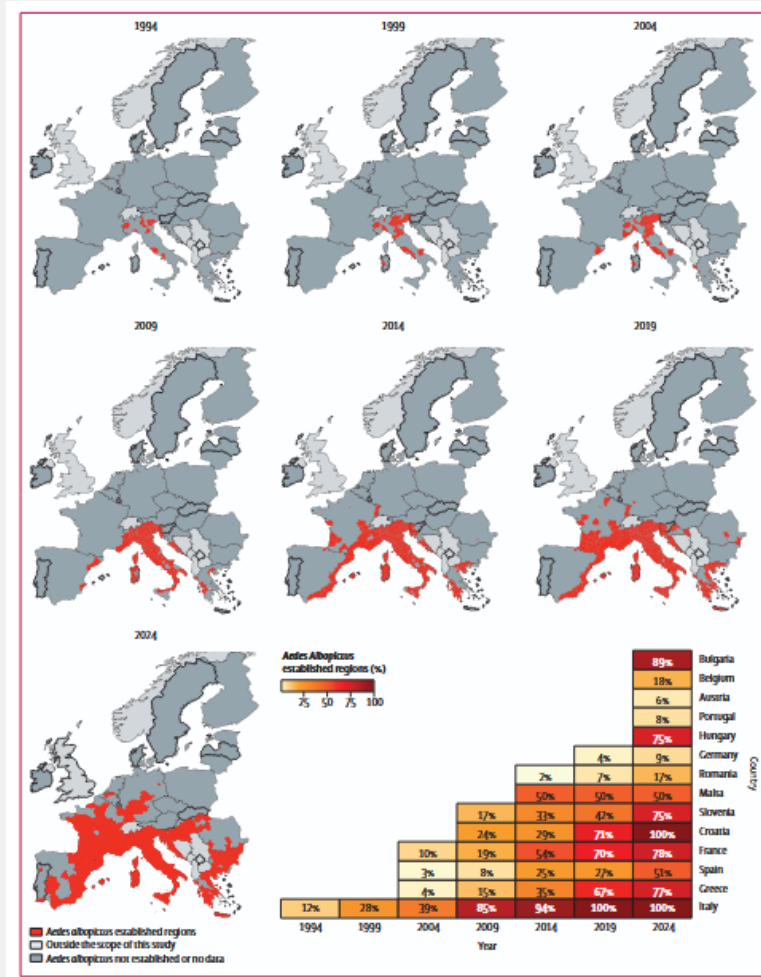 1994
1999
2004
2009
2014
2019
2024
Aedes Albopiccus
established regions (%)
25 75 100
89% Bulgaria
18% Belgium
6% Austria
8% Portugal
75% Hungary
4% 9% Germany
2% 7% 17% Romania
50% 50% 50% Malta
17% 33% 42% 75% Slovenia
24% 29% 71% 100% Croatia
10% 19% 54% 70% 78% France
3% 8% 25% 27% 51% Spain
4% 15% 35% 67% 77% Greece
12% 28% 39% 85% 94% 100% 100% Italy
1994 1999 2004 2009 2014 2019 2024
Year
Country
Aedes albopictus established regions
Outside the scope of this study
Aedes albopictus not established or no data